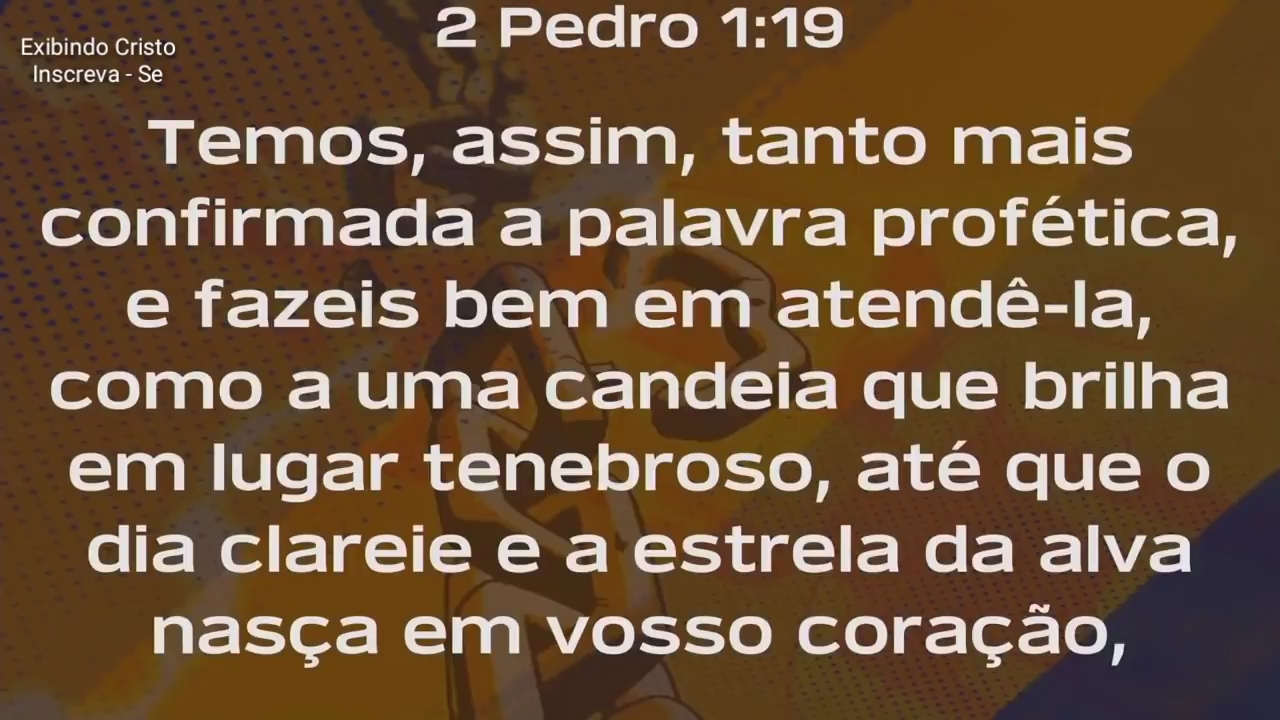 2 Pedro 1:19
Exibindo Cristo
Inscreva - Se
Temos, assim, tanto mais
confirmada a palavra profética,
e fazeis bem em atendê-la,
como a uma candeia que brilha
em lugar tenebroso, até que o
dia clareie e a estrela da alva
nasça em vosso coração,